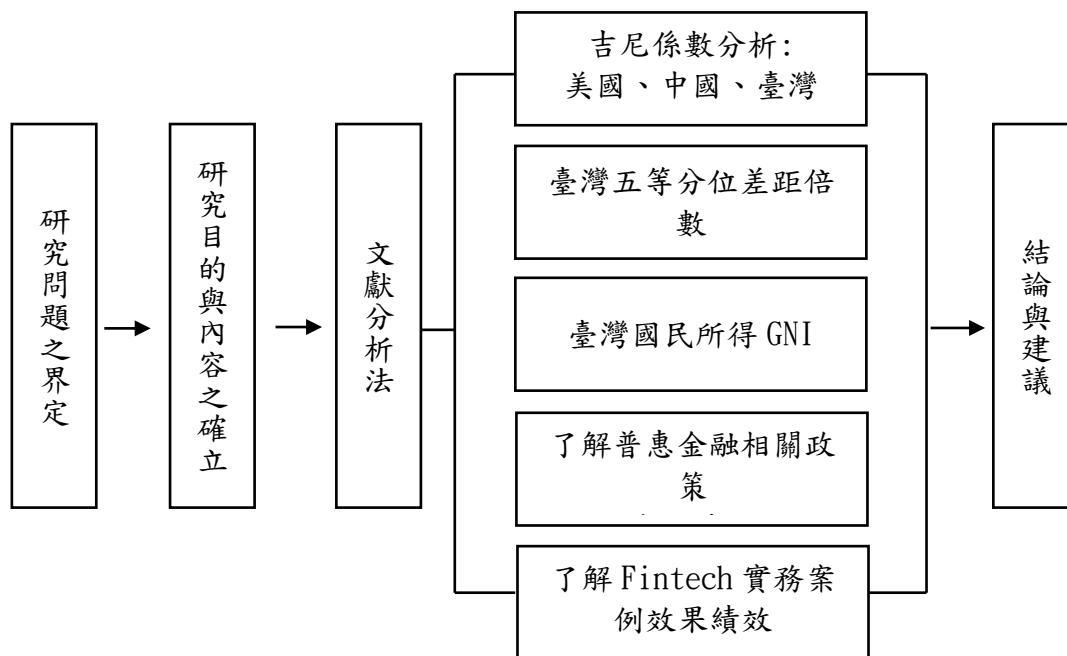 研究問題之界定
研究目的與內容之確立
文獻分析法
吉尼係數分析:
美國、中國、臺灣
臺灣五等分位差距倍
數
臺灣國民所得 GNI
了解普惠金融相關政
策
了解 Fintech 實務案
例效果績效
結論與建議